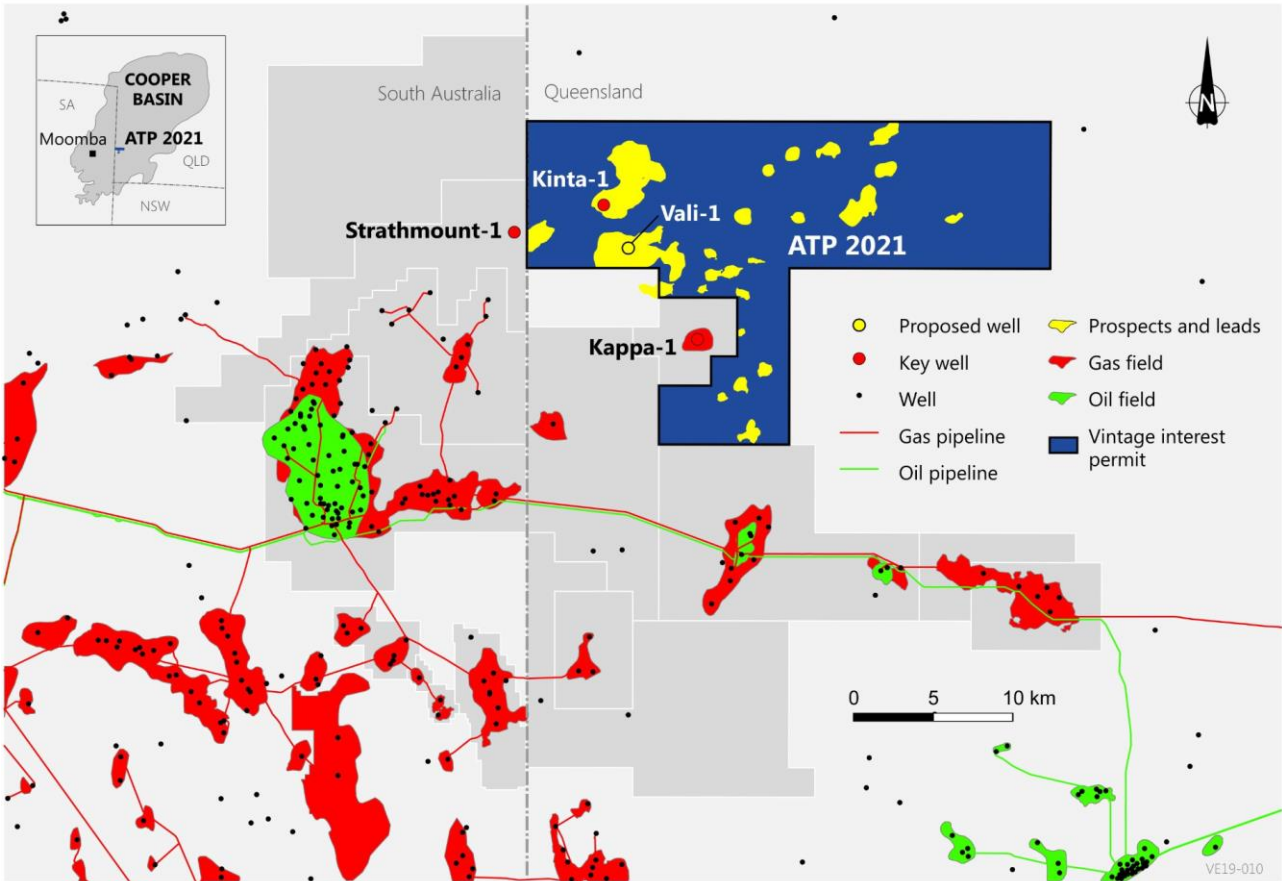 COOPER
BASIN
SA
Moomba
ATP 2021
QLD
NSW
South Australia
Queensland
N
Kinta-1
Vali-1
Strathmount-1
ATP 2021
Kappa-1
Proposed well
Key well
Well
Gas pipeline
Oil pipeline
Prospects and leads
Gas field
Oil field
Vintage interest
permit
0 5 10 km
VE19-010